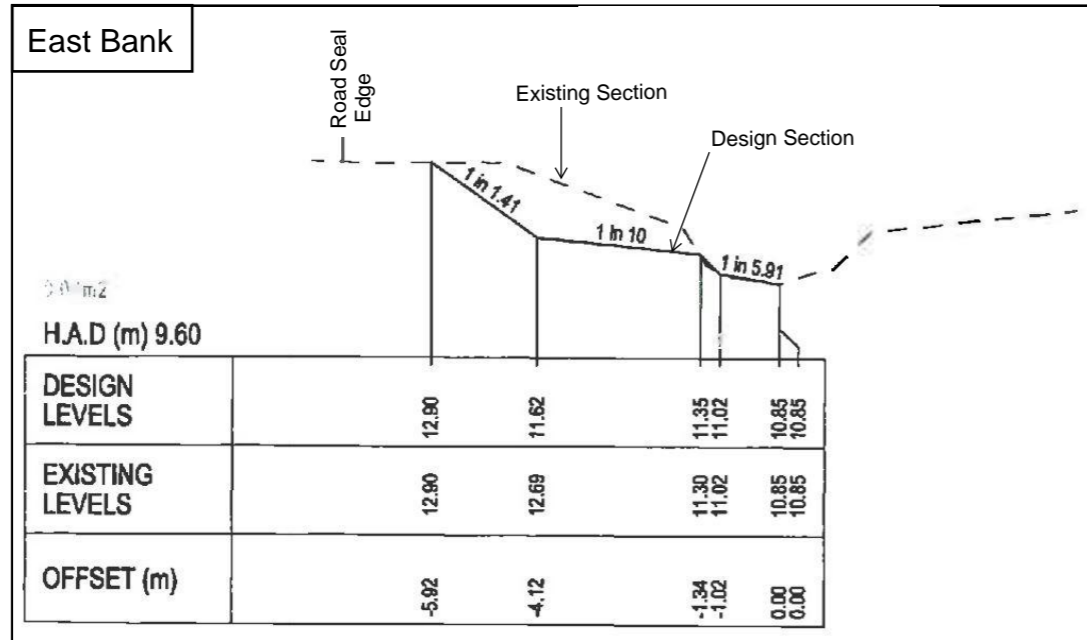 East Bank
Road Seal
Edge
Existing Section
Design Section
1 in 1.41
1 in 10
1 in 5.91
H.A.D (m) 9.60
DESIGN
LEVELS
12.90 11.62 11.35 11.02 10.85 10.85
EXISTING
LEVELS
12.90 12.69 11.30 11.02 10.85 10.85
OFFSET (m)
-5.92 -4.12 -1.34 -1.02 0.00 0.00